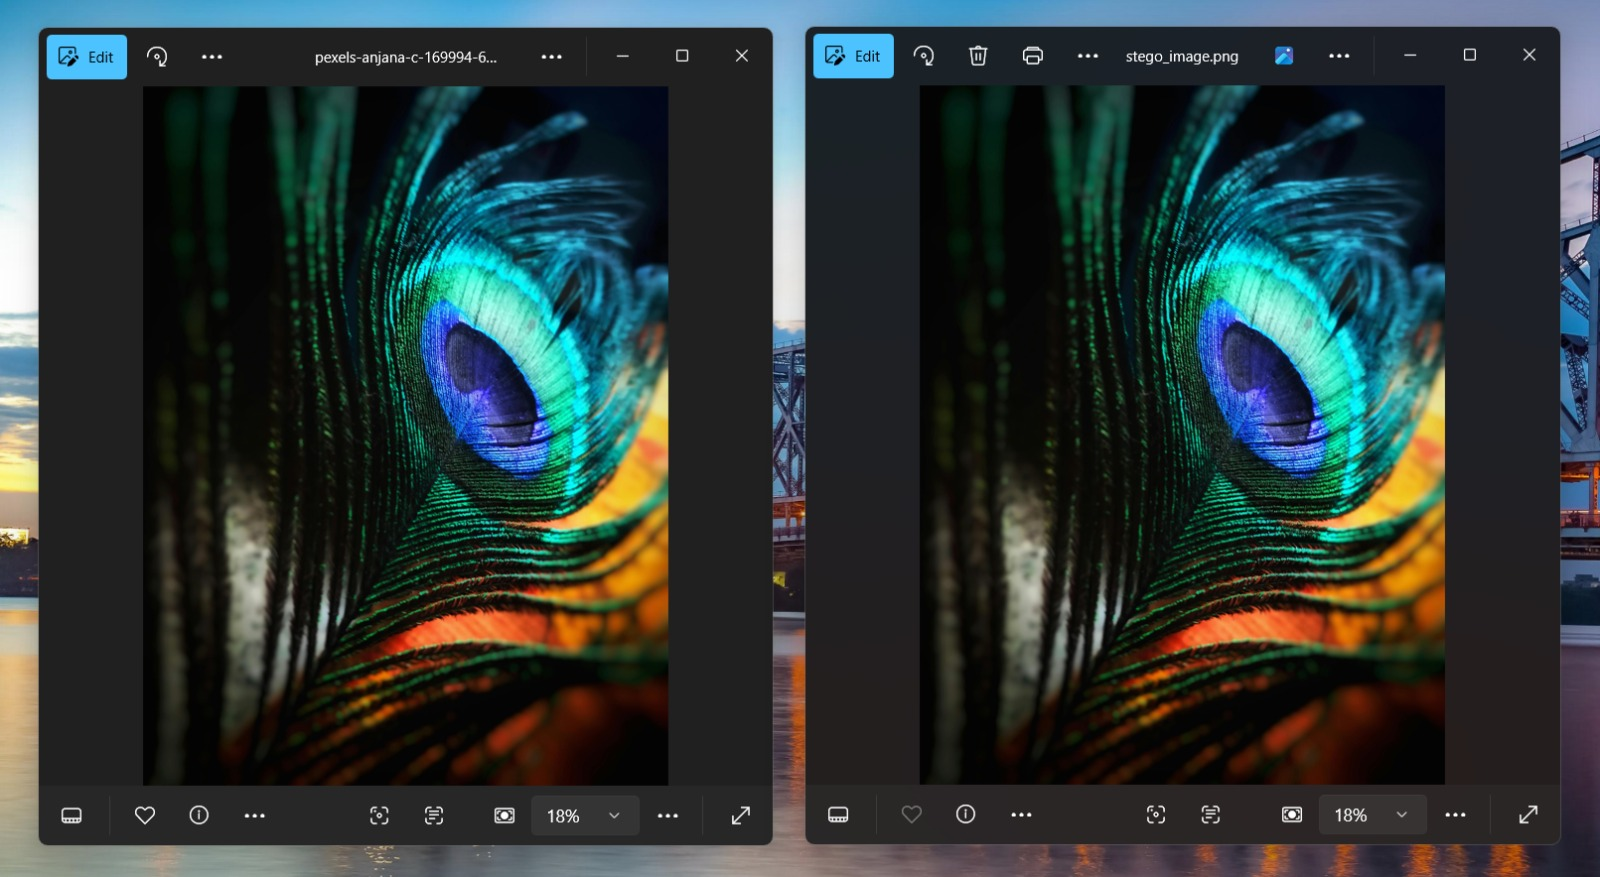 Edit
pexels-anjana-c-169994-6...
Edit
stego_image.png
18%
18%